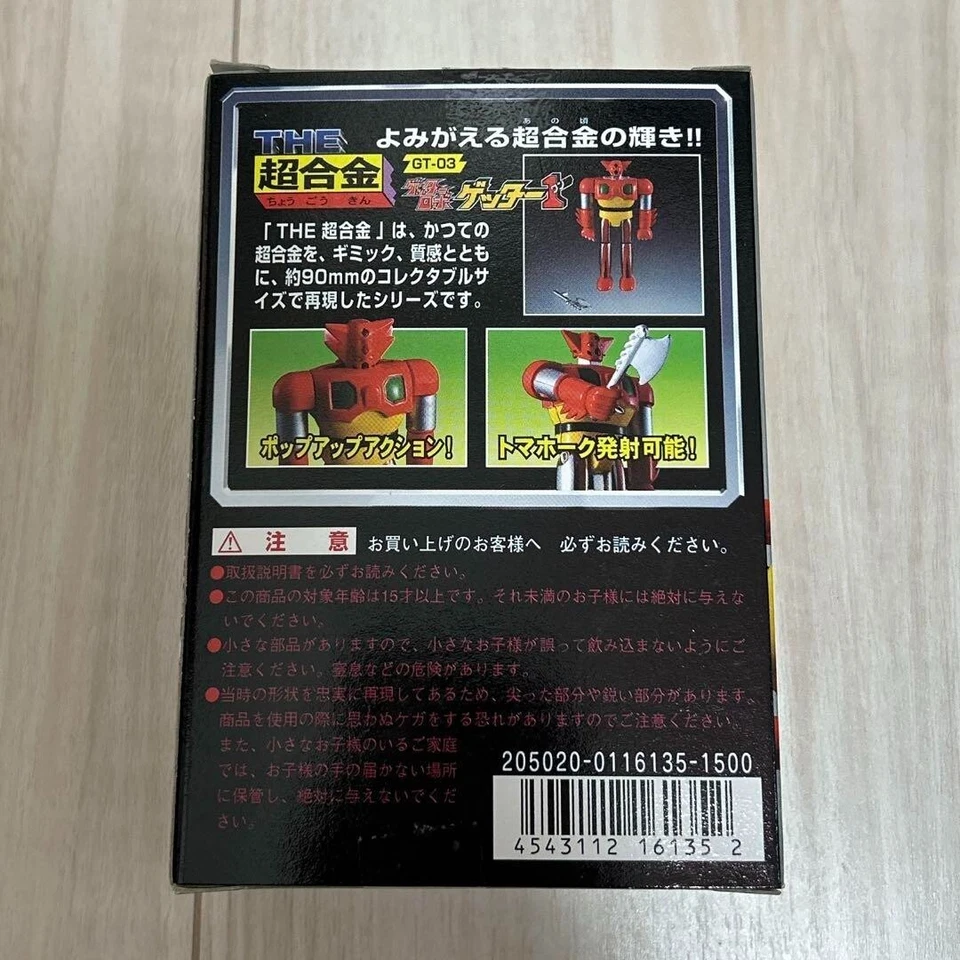 THE
超合金
ちょう ごう きん
あの頃
よみがえる超合金の輝き!!
GT-03
ゲッターロボ ゲッター1
「THE 超合金」は、かつての
超合金を、ギミック、質感ととも
に、約90mmのコレクタブルサ
イズで再現したシリーズです。
ポップアップアクション!
トマホーク発射可能!
注意 お買い上げのお客様へ 必ずお読みください。
●取扱説明書を必ずお読みください。
●この商品の対象年齢は15才以上です。それ未満のお子様には絶対に与えな
いでください。
●小さな部品がありますので、小さなお子様が誤って飲み込まないようにご
注意ください。窒息などの危険があります。
●当時の形状を忠実に再現してあるため、尖った部分や鋭い部分があります。
商品を使用の際に思わぬケガをする恐れがありますのでご注意ください。
また、小さなお子様のいるご家庭
では、お子様の手の届かない場所
に保管し、絶対に与えないでくだ
さい。
205020-0116135-1500
4543112 16135 2